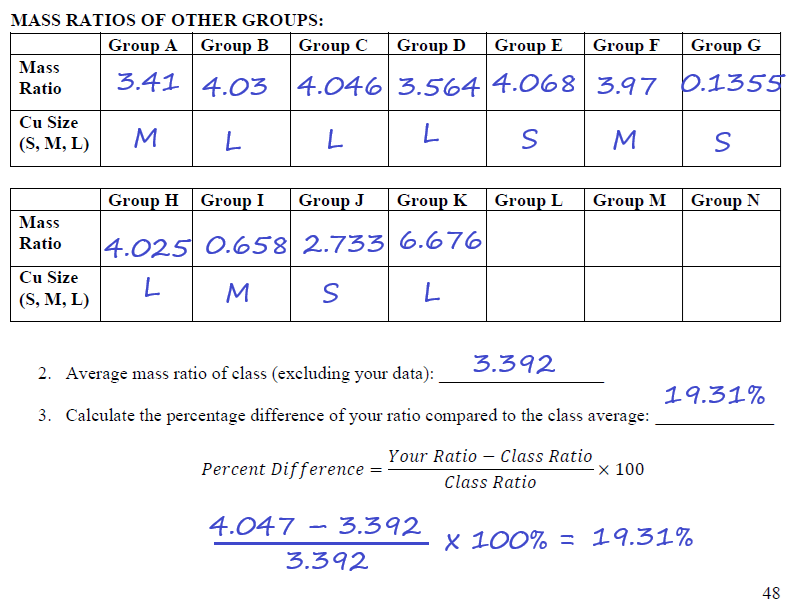 MASS RATIOS OF OTHER GROUPS:
Group A Group B Group C Group D Group E Group F Group G
Mass Ratio 3.41 4.03 4.046 3.564 4.068 3.97 0.1355
Cu Size (S, M, L) M L L L S M S
Group H Group I Group J Group K Group L Group M Group N
Mass Ratio 4.025 0.658 2.733 6.676
Cu Size (S, M, L) L M S L
2. Average mass ratio of class (excluding your data): 3.392
3. Calculate the percentage difference of your ratio compared to the class average: 19.31%
Percent Difference = Your Ratio − Class Ratio / Class Ratio × 100
4.047 − 3.392 / 3.392 x 100% = 19.31%
48